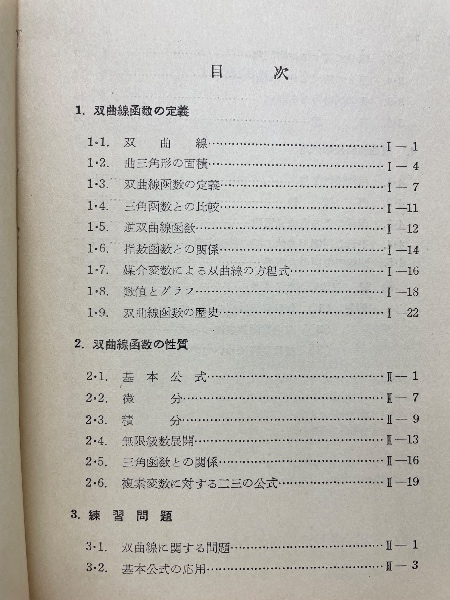 目　次
1. 双曲線函数の定義
1・1. 双　曲　線……………………………Ⅰ—1
1・2. 曲三角形の面積……………………………Ⅰ—4
1・3. 双曲線函数の定義……………………………Ⅰ—7
1・4. 三角函数との比較……………………………Ⅰ—11
1・5. 逆双曲線函数……………………………Ⅰ—12
1・6. 指数函数との関係……………………………Ⅰ—14
1・7. 媒介変数による双曲線の方程式……………………Ⅰ—16
1・8. 数値とグラフ……………………………Ⅰ—18
1・9. 双曲線函数の歴史……………………………Ⅰ—22
2. 双曲線函数の性質
2・1. 基　本　公　式……………………………Ⅱ—1
2・2. 微　　分……………………………Ⅱ—7
2・3. 積　　分……………………………Ⅱ—9
2・4. 無限級数展開……………………………Ⅱ—13
2・5. 三角函数との関係……………………………Ⅱ—16
2・6. 複素変数に対する二三の公式……………………Ⅱ—19
3. 練　習　問　題
3・1. 双曲線に関する問題……………………………Ⅱ—1
3・2. 基本公式の応用……………………………Ⅱ—3